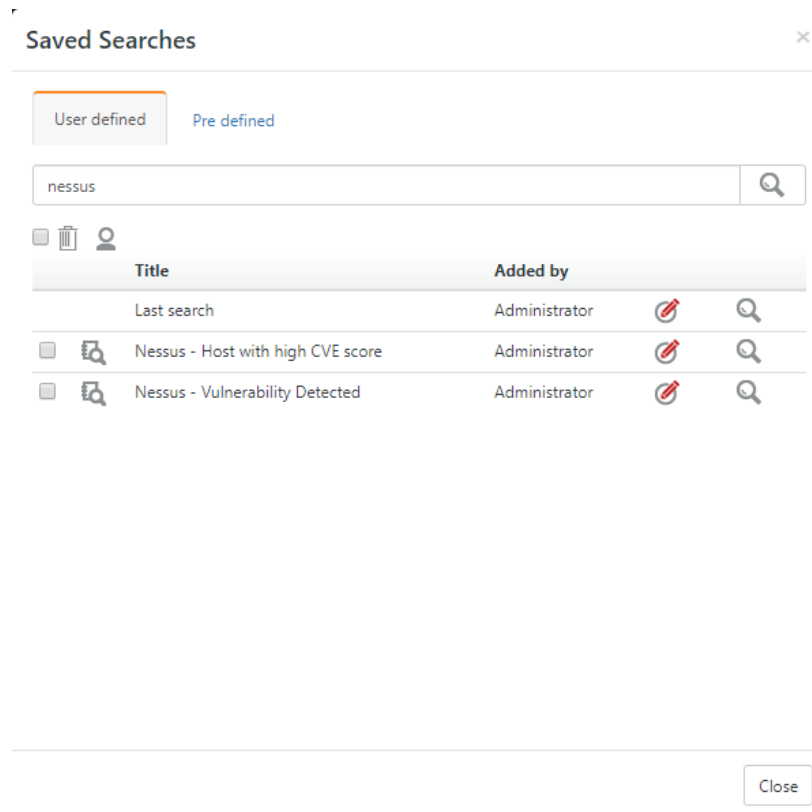 Saved Searches
×
User defined
Pre defined
nessus
Title Added by
Last search Administrator
Nessus - Host with high CVE score Administrator
Nessus - Vulnerability Detected Administrator
Close